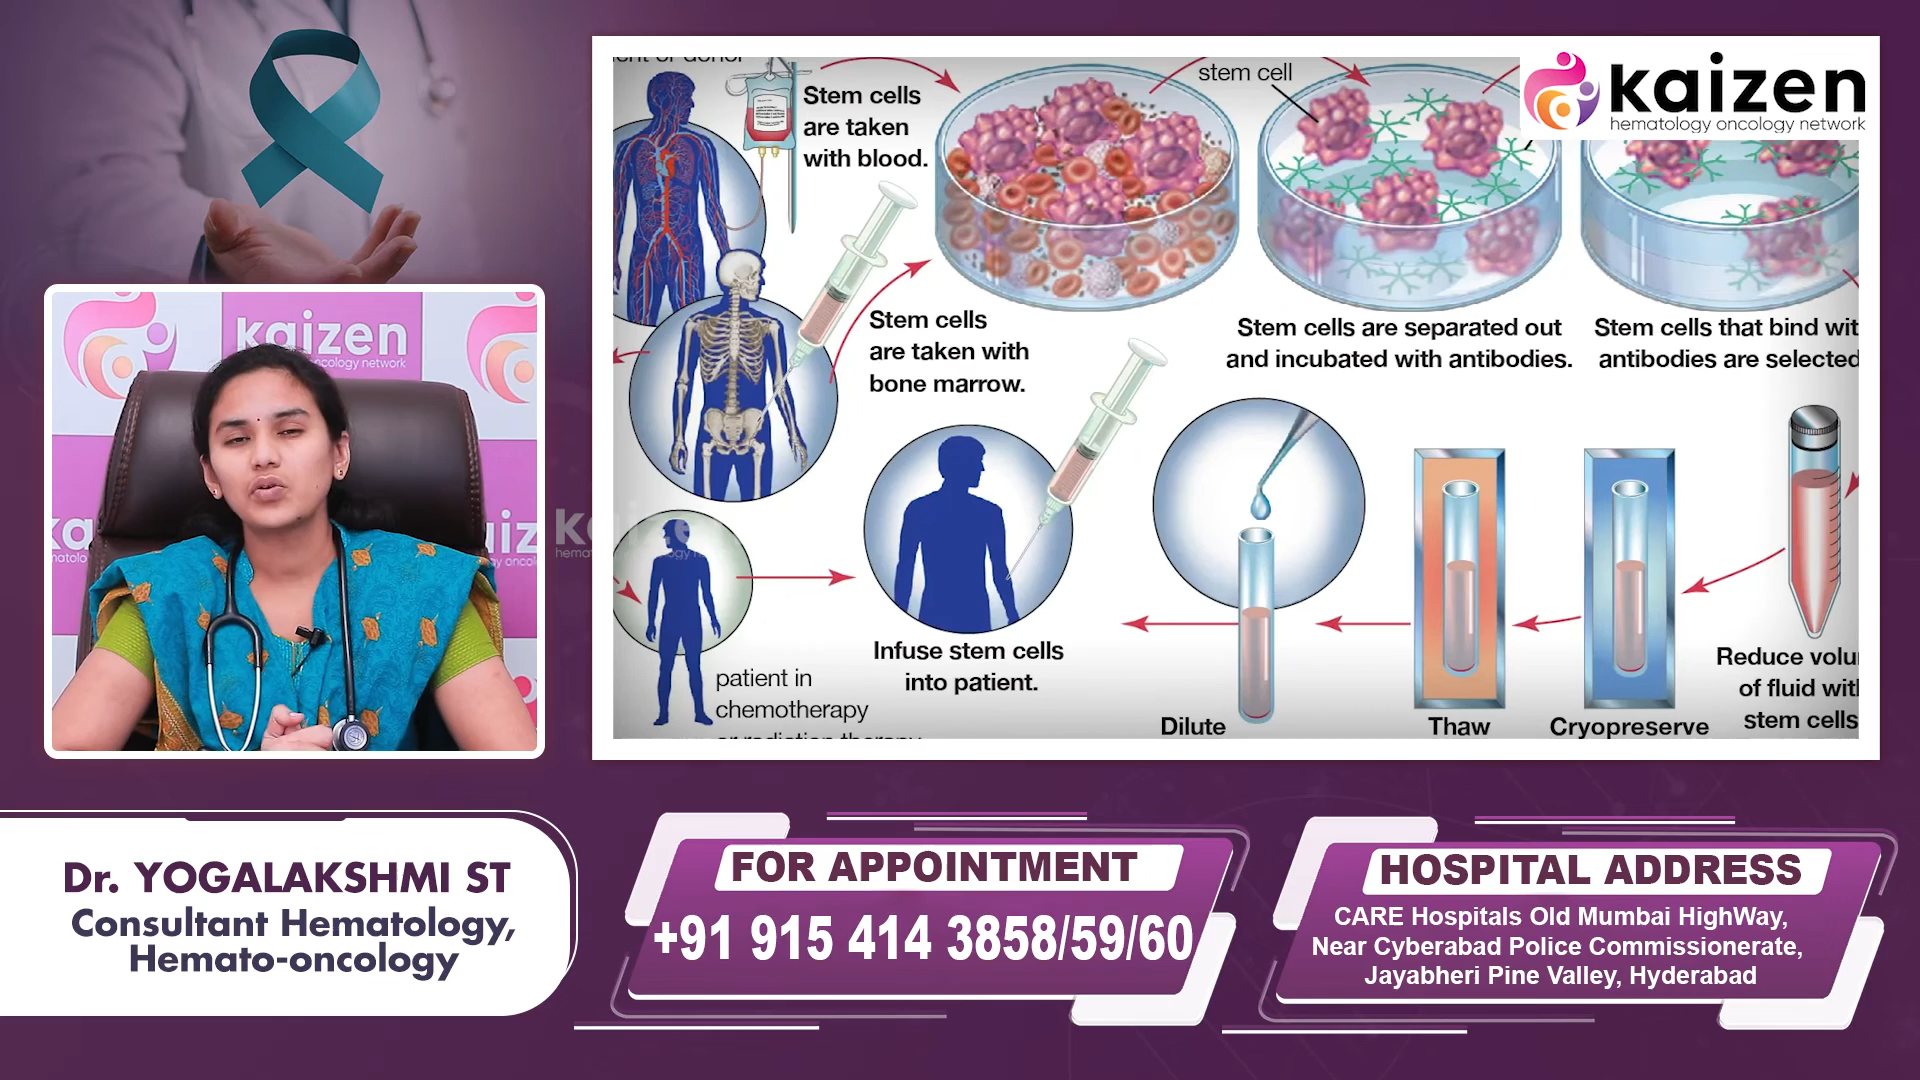 kaizen
oncology network
stem cell
kaizen
hematology oncology network
Stem cells
are taken
with blood.
Stem cells
are taken with
bone marrow.
Stem cells are separated out
and incubated with antibodies.
Stem cells that bind wit
antibodies are selected
Infuse stem cells
into patient.
patient in
chemotherapy
Dilute
Thaw
Cryopreserve
Reduce volu
of fluid wit
stem cells
Dr. YOGALAKSHMI ST
Consultant Hematology,
Hemato-oncology
FOR APPOINTMENT
+91 915 414 3858/59/60
HOSPITAL ADDRESS
CARE Hospitals Old Mumbai HighWay,
Near Cyberabad Police Commissionerate,
Jayabheri Pine Valley, Hyderabad